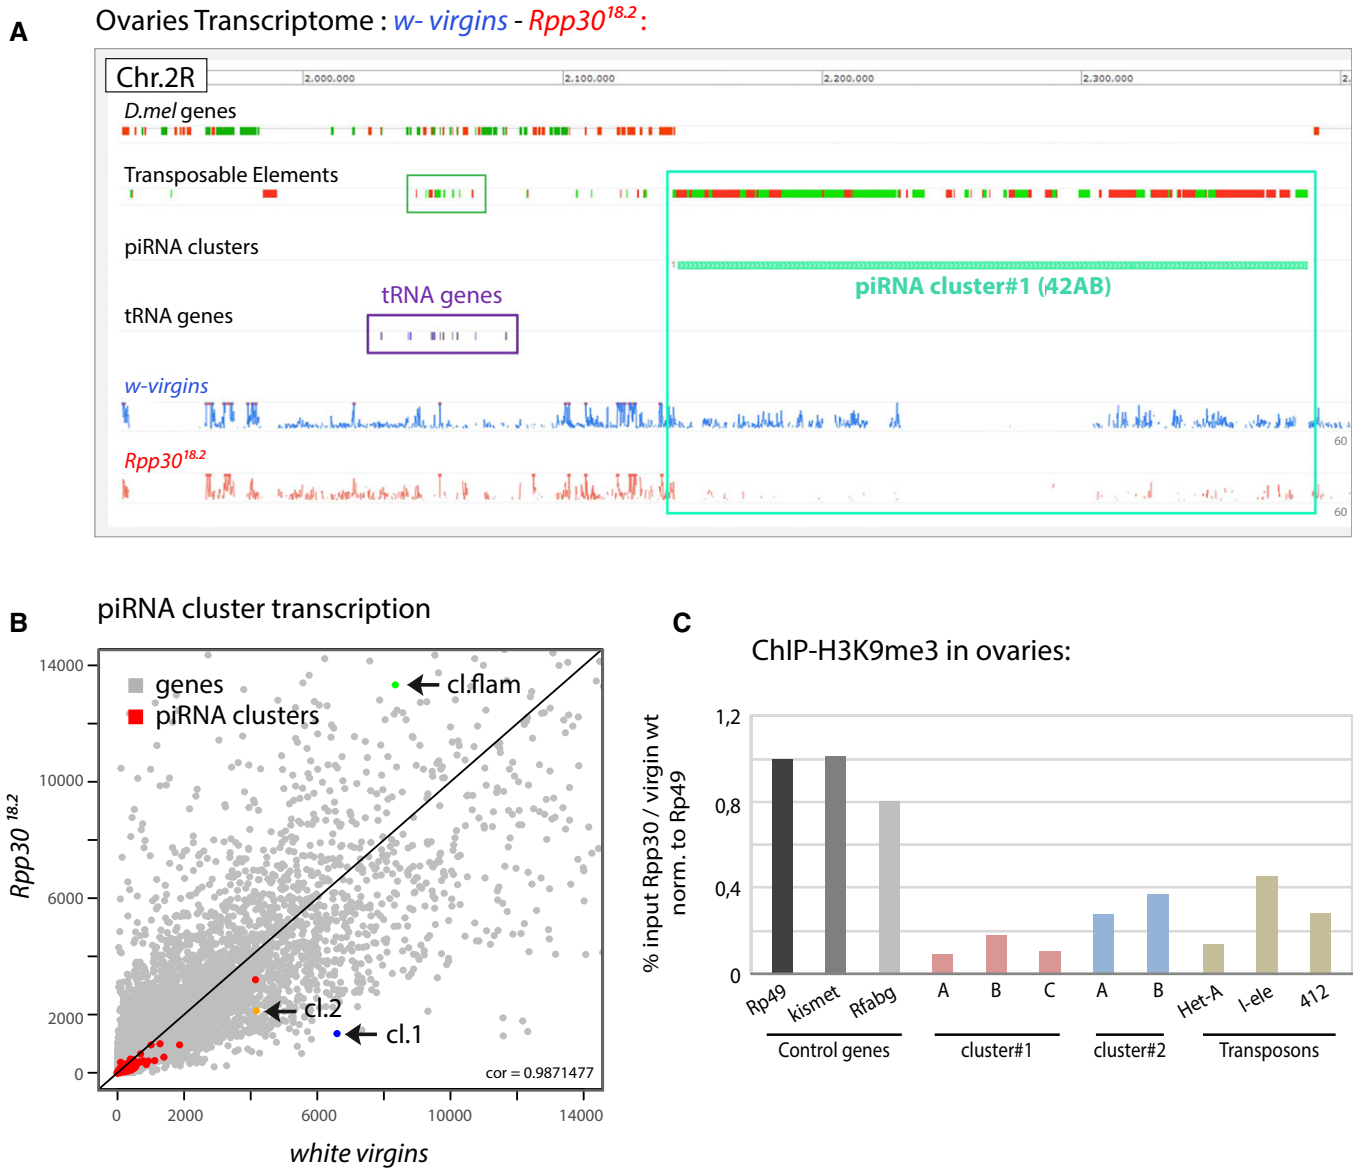 A
Ovaries Transcriptome : w- virgins - Rpp30^18.2 :
Chr.2R
2,000,000
2,100,000
2,200,000
2,300,000
2.
D.mel genes
Transposable Elements
piRNA clusters
1
piRNA cluster#1 (42AB)
tRNA genes
tRNA genes
w-virgins
60
Rpp30^18.2
60
B
piRNA cluster transcription
14000
10000
6000
2000
0
Rpp30 ^18.2
genes
piRNA clusters
cl.flam
cl.2
cl.1
cor = 0.9871477
0
2000
6000
10000
14000
white virgins
C
ChIP-H3K9me3 in ovaries:
% input Rpp30 / virgin wt
norm. to Rp49
1,2
0,8
0,4
0
Rp49
kismet
Rfabg
A
B
C
A
B
Het-A
I-ele
412
Control genes
cluster#1
cluster#2
Transposons